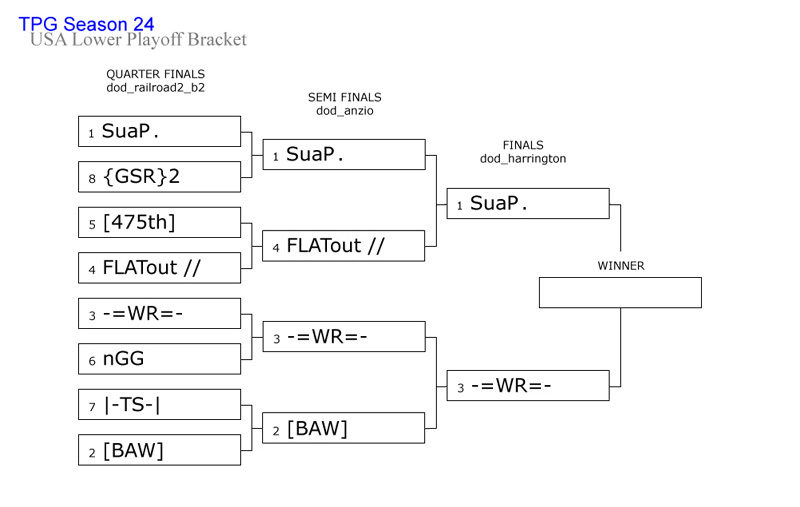 TPG Season 24
USA Lower Playoff Bracket
QUARTER FINALS
dod_railroad2_b2
1 SuaP.
8 {GSR}2
5 [475th]
4 FLATout //
3 -=WR=-
6 nGG
7 |-TS-|
2 [BAW]
SEMI FINALS
dod_anzio
1 SuaP.
4 FLATout //
3 -=WR=-
2 [BAW]
FINALS
dod_harrington
1 SuaP.
3 -=WR=-
WINNER